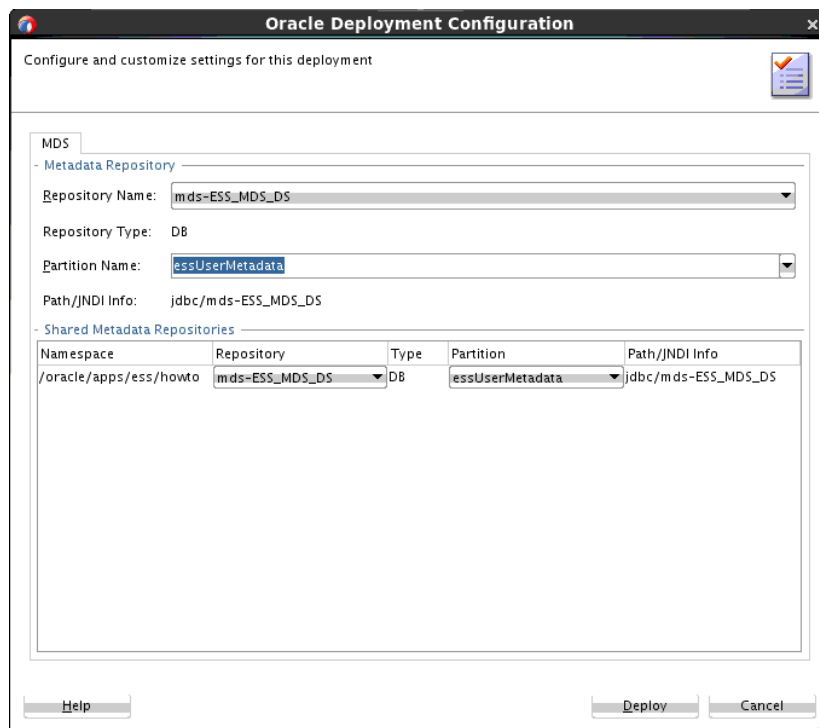 Oracle Deployment Configuration
Configure and customize settings for this deployment
MDS
Metadata Repository
Repository Name: mds-ESS_MDS_DS
Repository Type: DB
Partition Name: essUserMetadata
Path/JNDI Info: jdbc/mds-ESS_MDS_DS
Shared Metadata Repositories
Namespace Repository Type Partition Path/JNDI Info
/oracle/apps/ess/howto mds-ESS_MDS_DS DB essUserMetadata jdbc/mds-ESS_MDS_DS
Help Deploy Cancel